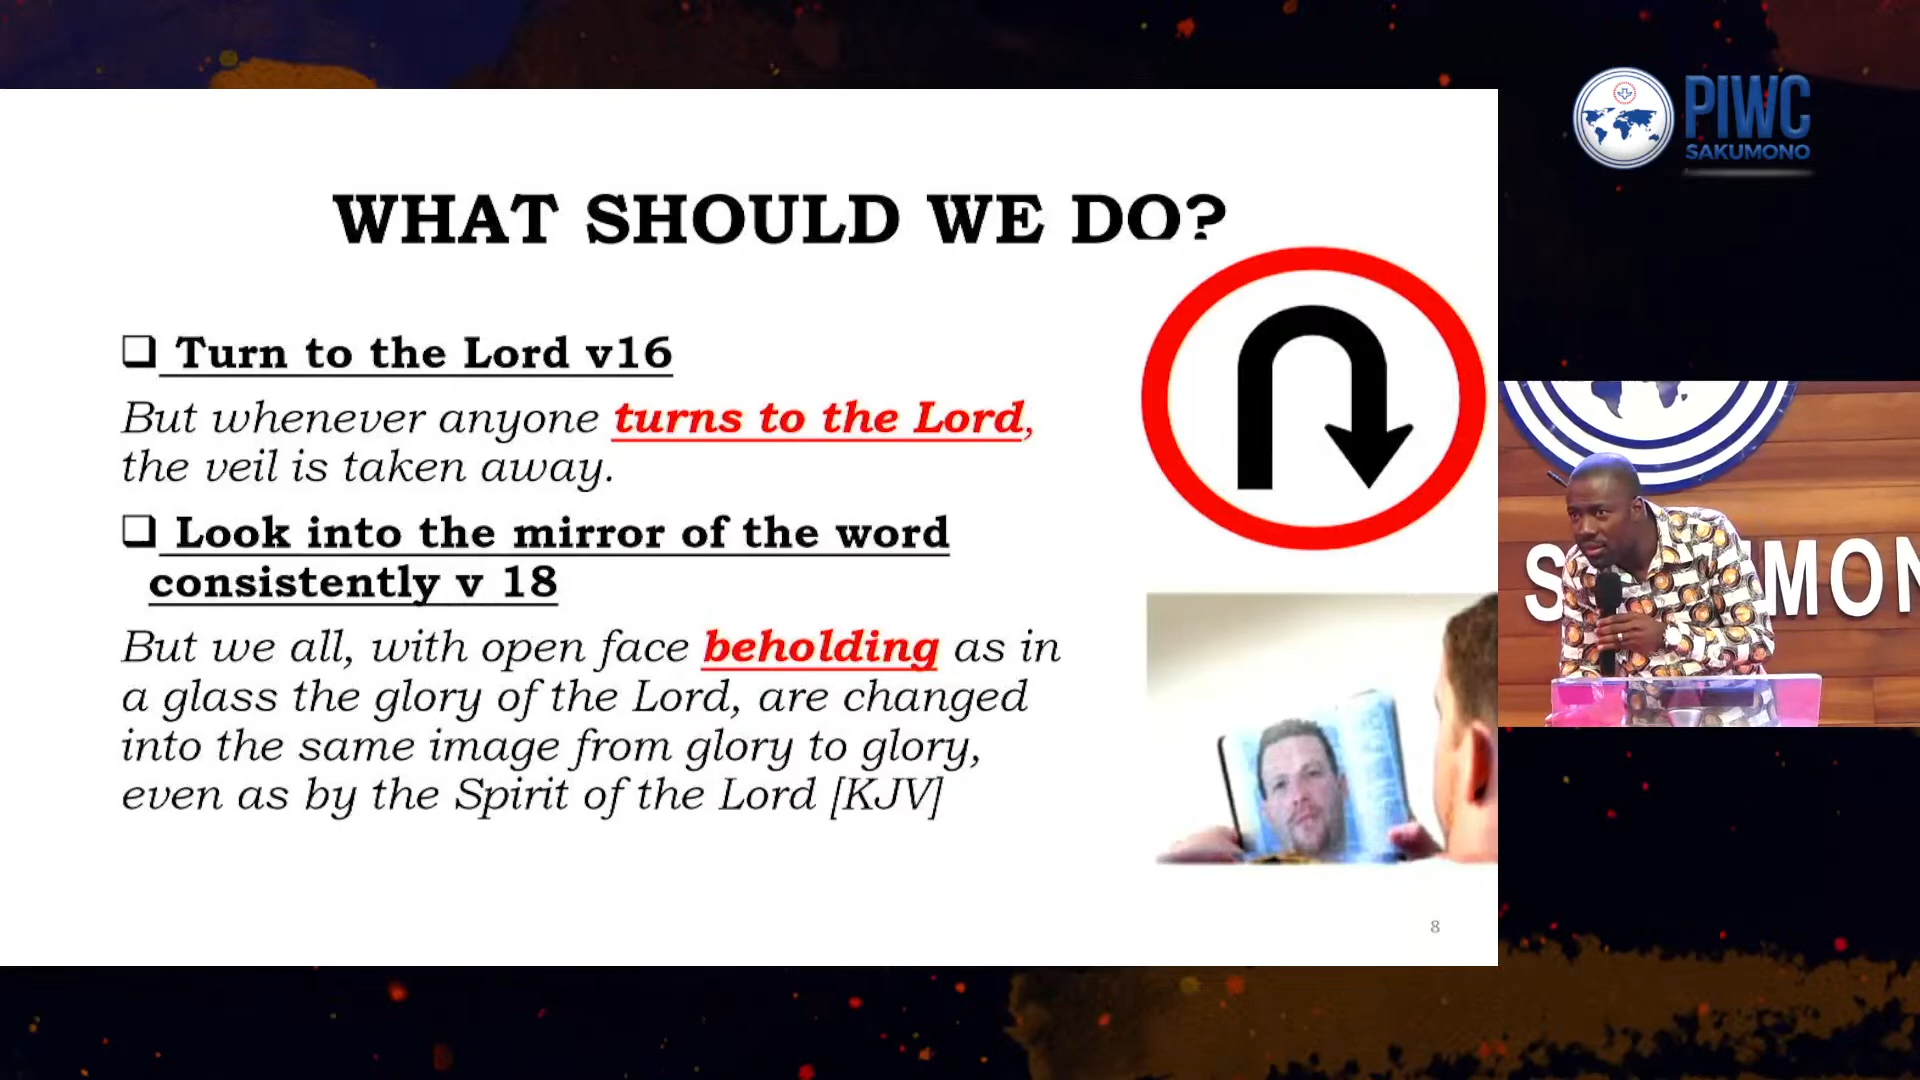 PIWC
SAKUMONO
WHAT SHOULD WE DO?
❑ Turn to the Lord v16
But whenever anyone turns to the Lord,
the veil is taken away.
❑ Look into the mirror of the word
consistently v 18
But we all, with open face beholding as in
a glass the glory of the Lord, are changed
into the same image from glory to glory,
even as by the Spirit of the Lord [KJV]
8
S
MON